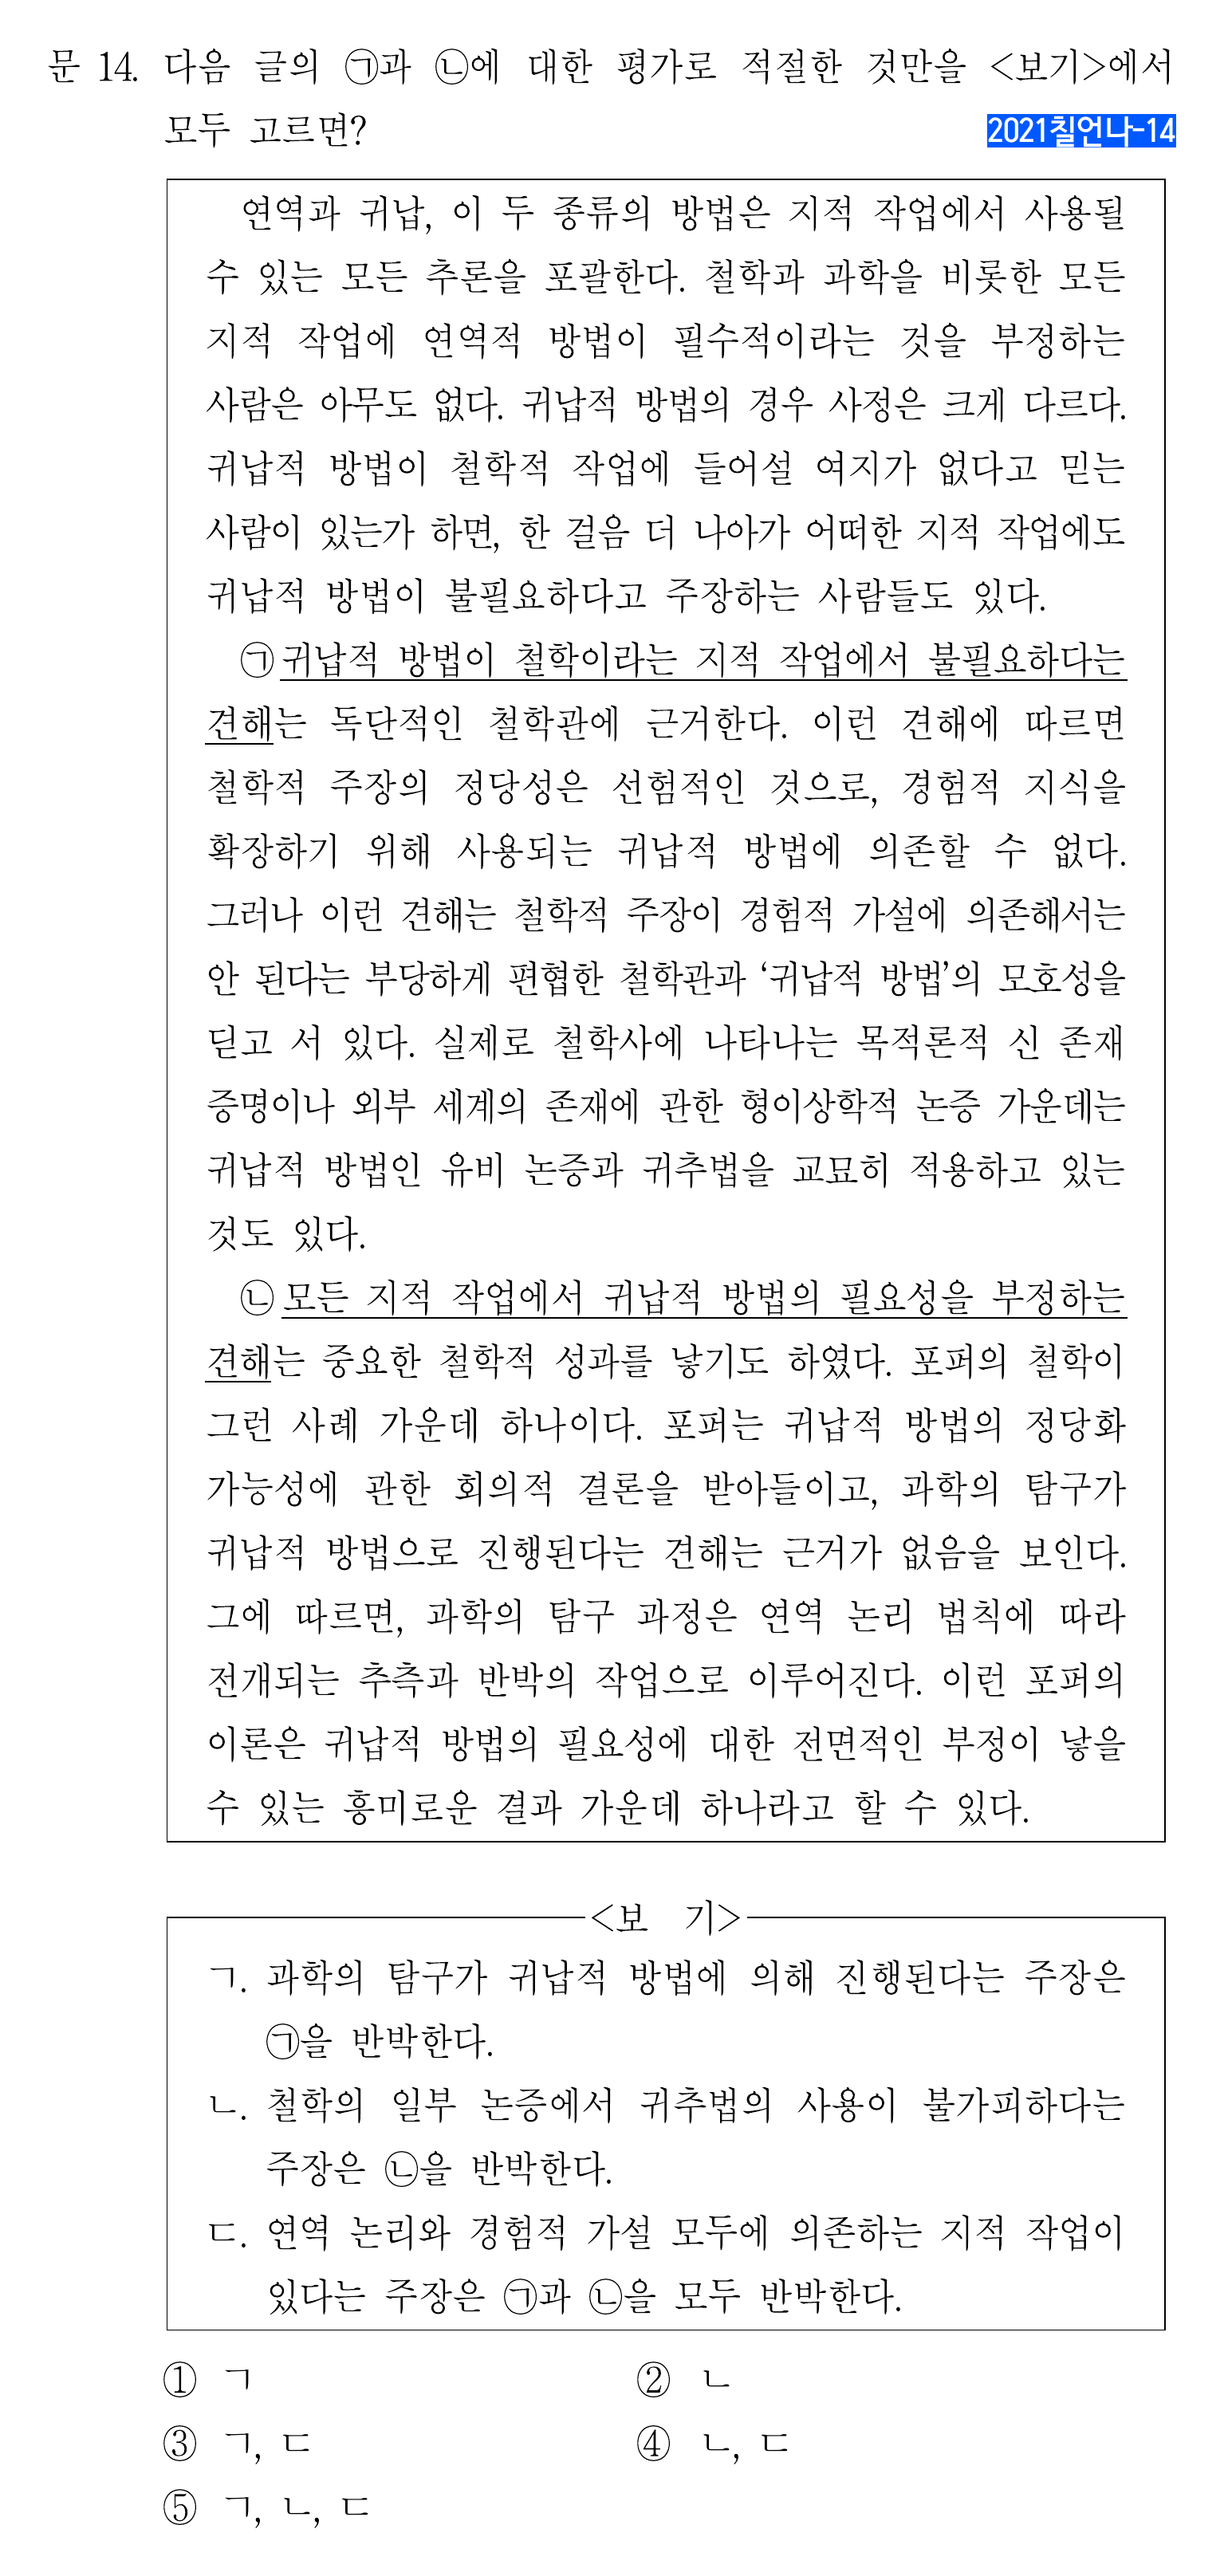 문 14. 다음 글의 ㉠과 ㉡에 대한 평가로 적절한 것만을 <보기>에서
모두 고르면?
2021칠언나-14
연역과 귀납, 이 두 종류의 방법은 지적 작업에서 사용될
수 있는 모든 추론을 포괄한다. 철학과 과학을 비롯한 모든
지적 작업에 연역적 방법이 필수적이라는 것을 부정하는
사람은 아무도 없다. 귀납적 방법의 경우 사정은 크게 다르다.
귀납적 방법이 철학적 작업에 들어설 여지가 없다고 믿는
사람이 있는가 하면, 한 걸음 더 나아가 어떠한 지적 작업에도
귀납적 방법이 불필요하다고 주장하는 사람들도 있다.
㉠ 귀납적 방법이 철학이라는 지적 작업에서 불필요하다는
견해는 독단적인 철학관에 근거한다. 이런 견해에 따르면
철학적 주장의 정당성은 선험적인 것으로, 경험적 지식을
확장하기 위해 사용되는 귀납적 방법에 의존할 수 없다.
그러나 이런 견해는 철학적 주장이 경험적 가설에 의존해서는
안 된다는 부당하게 편협한 철학관과 ‘귀납적 방법’의 모호성을
딛고 서 있다. 실제로 철학사에 나타나는 목적론적 신 존재
증명이나 외부 세계의 존재에 관한 형이상학적 논증 가운데는
귀납적 방법인 유비 논증과 귀추법을 교묘히 적용하고 있는
것도 있다.
㉡ 모든 지적 작업에서 귀납적 방법의 필요성을 부정하는
견해는 중요한 철학적 성과를 낳기도 하였다. 포퍼의 철학이
그런 사례 가운데 하나이다. 포퍼는 귀납적 방법의 정당화
가능성에 관한 회의적 결론을 받아들이고, 과학의 탐구가
귀납적 방법으로 진행된다는 견해는 근거가 없음을 보인다.
그에 따르면, 과학의 탐구 과정은 연역 논리 법칙에 따라
전개되는 추측과 반박의 작업으로 이루어진다. 이런 포퍼의
이론은 귀납적 방법의 필요성에 대한 전면적인 부정이 낳을
수 있는 흥미로운 결과 가운데 하나라고 할 수 있다.
<보 기>
ㄱ. 과학의 탐구가 귀납적 방법에 의해 진행된다는 주장은
㉠을 반박한다.
ㄴ. 철학의 일부 논증에서 귀추법의 사용이 불가피하다는
주장은 ㉡을 반박한다.
ㄷ. 연역 논리와 경험적 가설 모두에 의존하는 지적 작업이
있다는 주장은 ㉠과 ㉡을 모두 반박한다.
① ㄱ ② ㄴ
③ ㄱ, ㄷ ④ ㄴ, ㄷ
⑤ ㄱ, ㄴ, ㄷ